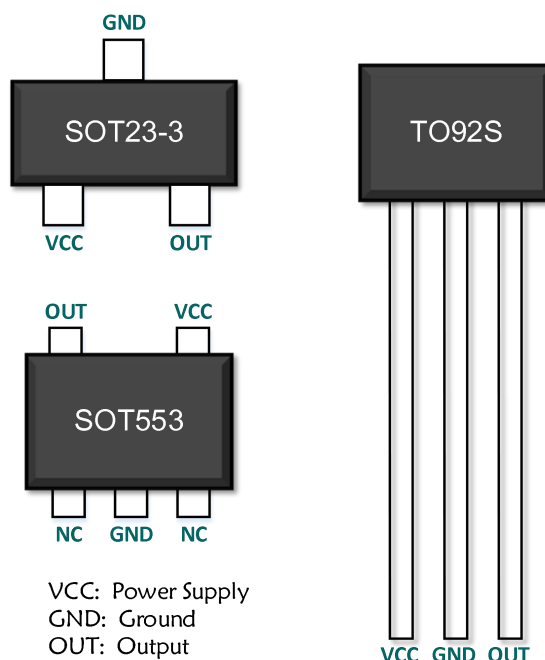 GND
SOT23-3
VCC OUT
OUT VCC
SOT553
NC GND NC
VCC: Power Supply
GND: Ground
OUT: Output
TO92S
VCC GND OUT